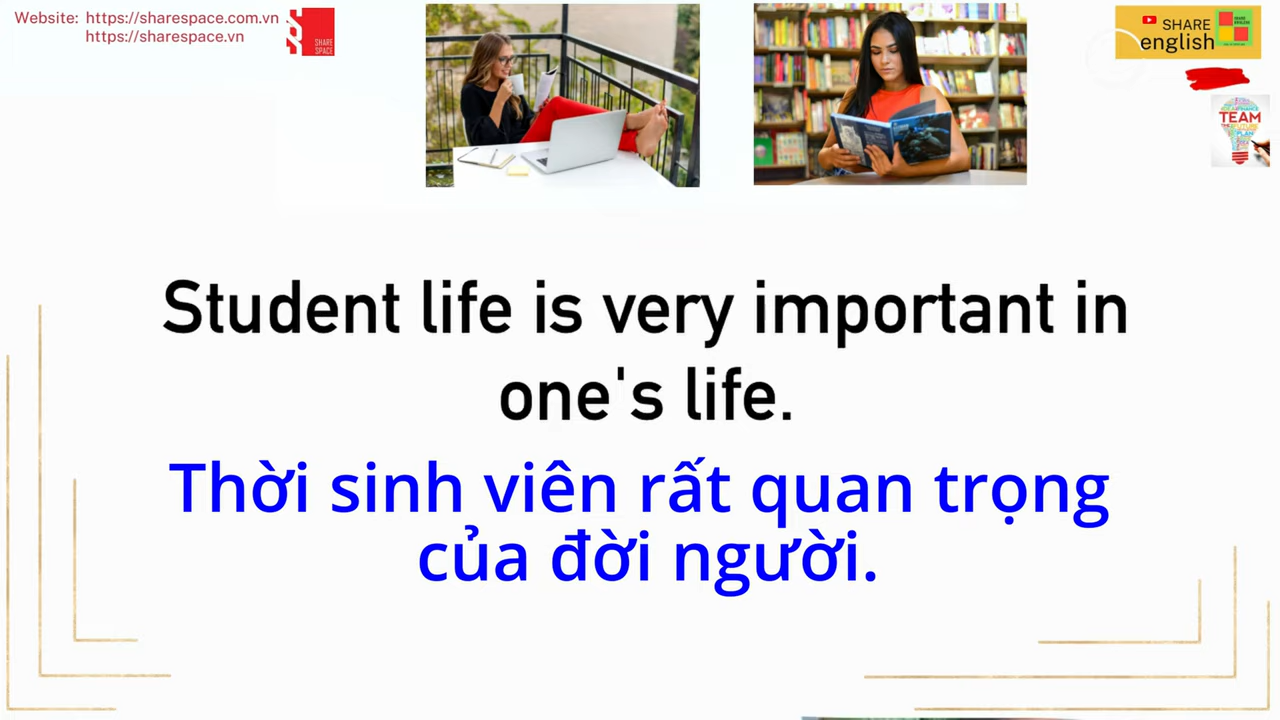 Website: https://sharespace.com.vn
https://sharespace.vn
SHARE
SPACE
SHARE
english
TEAM
PLAN
Student life is very important in
one's life.
Thời sinh viên rất quan trọng
của đời người.